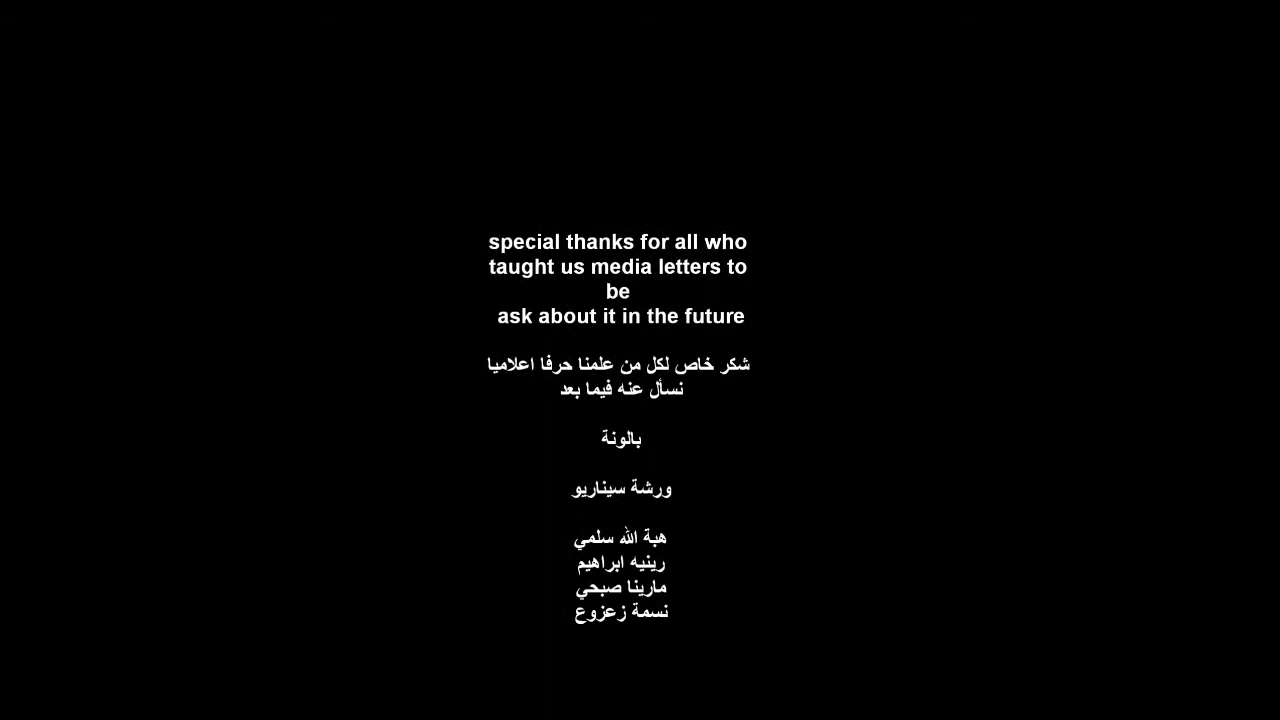 special thanks for all who
taught us media letters to
be
ask about it in the future
شكر خاص لكل من علمنا حرفا اعلاميا
نسأل عنه فيما بعد
بالونة
ورشة سيناريو
هبة الله سلمي
رينيه ابراهيم
مارينا صبحي
نسمة زعزوع